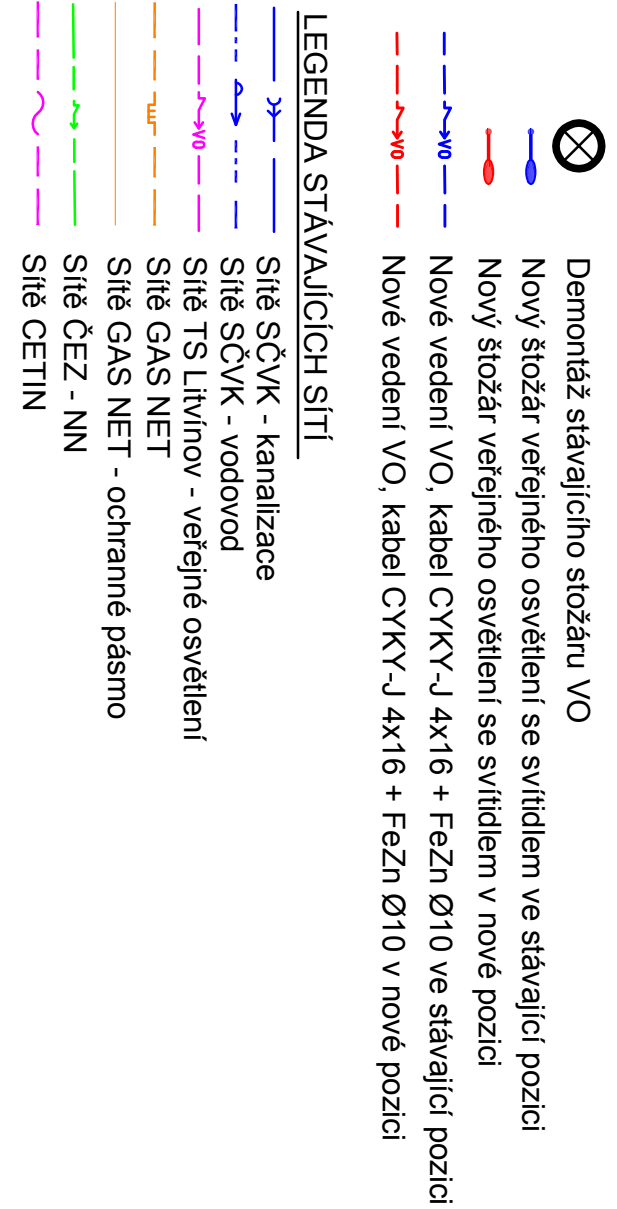 Demontáž stávajícího stožáru VO
Nový štožár veřejného osvětlení se svítidlem ve stávající pozici
Nový štožár veřejného osvětlení se svítidlem v nové pozici
VO Nové vedení VO, kabel CYKY-J 4x16 + FeZn Ø10 ve stávající pozici
VO Nové vedení VO, kabel CYKY-J 4x16 + FeZn Ø10 v nové pozici
LEGENDA STÁVAJÍCÍCH SÍTÍ
Sítě SČVK - kanalizace
Sítě SČVK - vodovod
VO Sítě TS Litvínov - veřejné osvětlení
Sítě GAS NET
Sítě GAS NET - ochranné pásmo
Sítě ČEZ - NN
Sítě CETIN